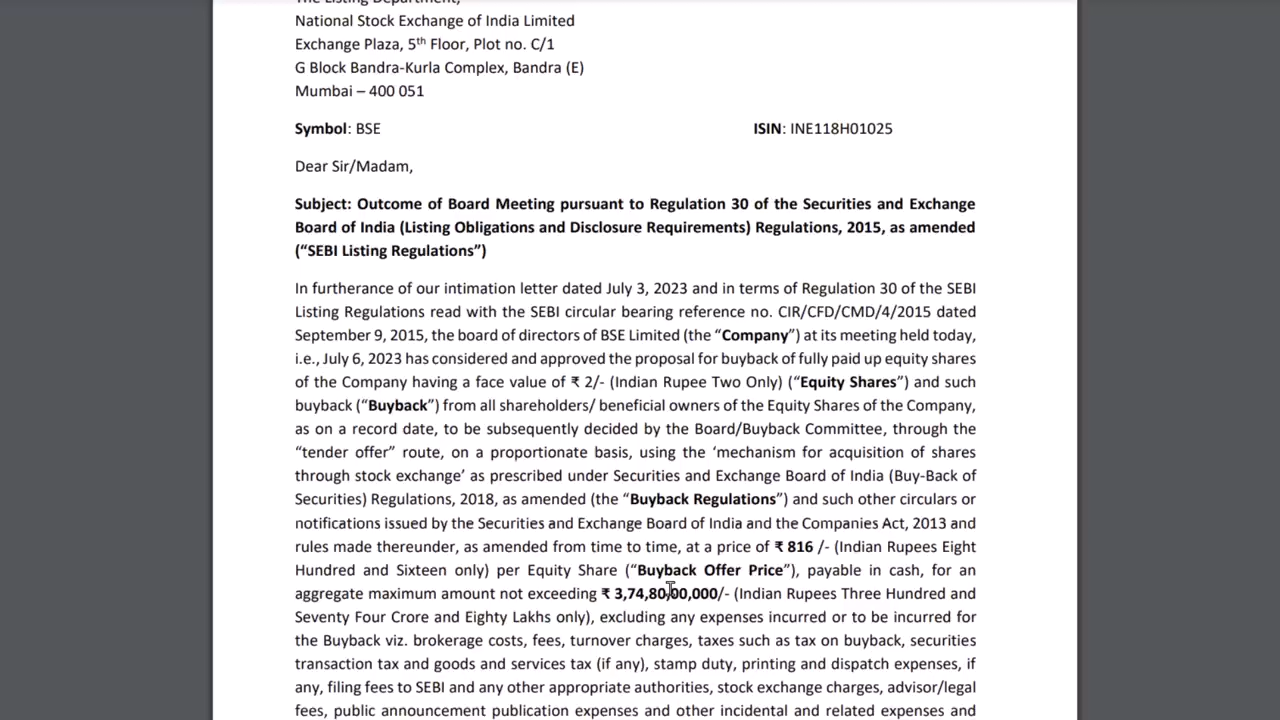 The Listing Department,
National Stock Exchange of India Limited
Exchange Plaza, 5th Floor, Plot no. C/1
G Block Bandra-Kurla Complex, Bandra (E)
Mumbai – 400 051
Symbol: BSE ISIN: INE118H01025
Dear Sir/Madam,
Subject: Outcome of Board Meeting pursuant to Regulation 30 of the Securities and Exchange
Board of India (Listing Obligations and Disclosure Requirements) Regulations, 2015, as amended
(“SEBI Listing Regulations”)
In furtherance of our intimation letter dated July 3, 2023 and in terms of Regulation 30 of the SEBI
Listing Regulations read with the SEBI circular bearing reference no. CIR/CFD/CMD/4/2015 dated
September 9, 2015, the board of directors of BSE Limited (the “Company”) at its meeting held today,
i.e., July 6, 2023 has considered and approved the proposal for buyback of fully paid up equity shares
of the Company having a face value of ₹ 2/- (Indian Rupee Two Only) (“Equity Shares”) and such
buyback (“Buyback”) from all shareholders/ beneficial owners of the Equity Shares of the Company,
as on a record date, to be subsequently decided by the Board/Buyback Committee, through the
“tender offer” route, on a proportionate basis, using the ‘mechanism for acquisition of shares
through stock exchange’ as prescribed under Securities and Exchange Board of India (Buy-Back of
Securities) Regulations, 2018, as amended (the “Buyback Regulations”) and such other circulars or
notifications issued by the Securities and Exchange Board of India and the Companies Act, 2013 and
rules made thereunder, as amended from time to time, at a price of ₹ 816 /- (Indian Rupees Eight
Hundred and Sixteen only) per Equity Share (“Buyback Offer Price”), payable in cash, for an
aggregate maximum amount not exceeding ₹ 3,74,80,00,000/- (Indian Rupees Three Hundred and
Seventy Four Crore and Eighty Lakhs only), excluding any expenses incurred or to be incurred for
the Buyback viz. brokerage costs, fees, turnover charges, taxes such as tax on buyback, securities
transaction tax and goods and services tax (if any), stamp duty, printing and dispatch expenses, if
any, filing fees to SEBI and any other appropriate authorities, stock exchange charges, advisor/legal
fees, public announcement publication expenses and other incidental and related expenses and